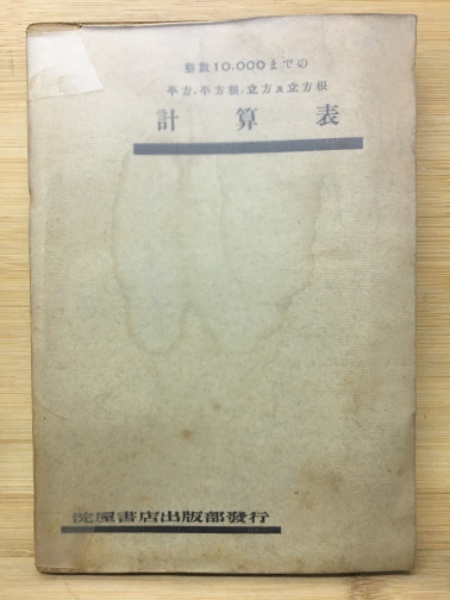 整數10.000までの
平方、平方根、立方及立方根
計算表
淀屋書店出版部發行